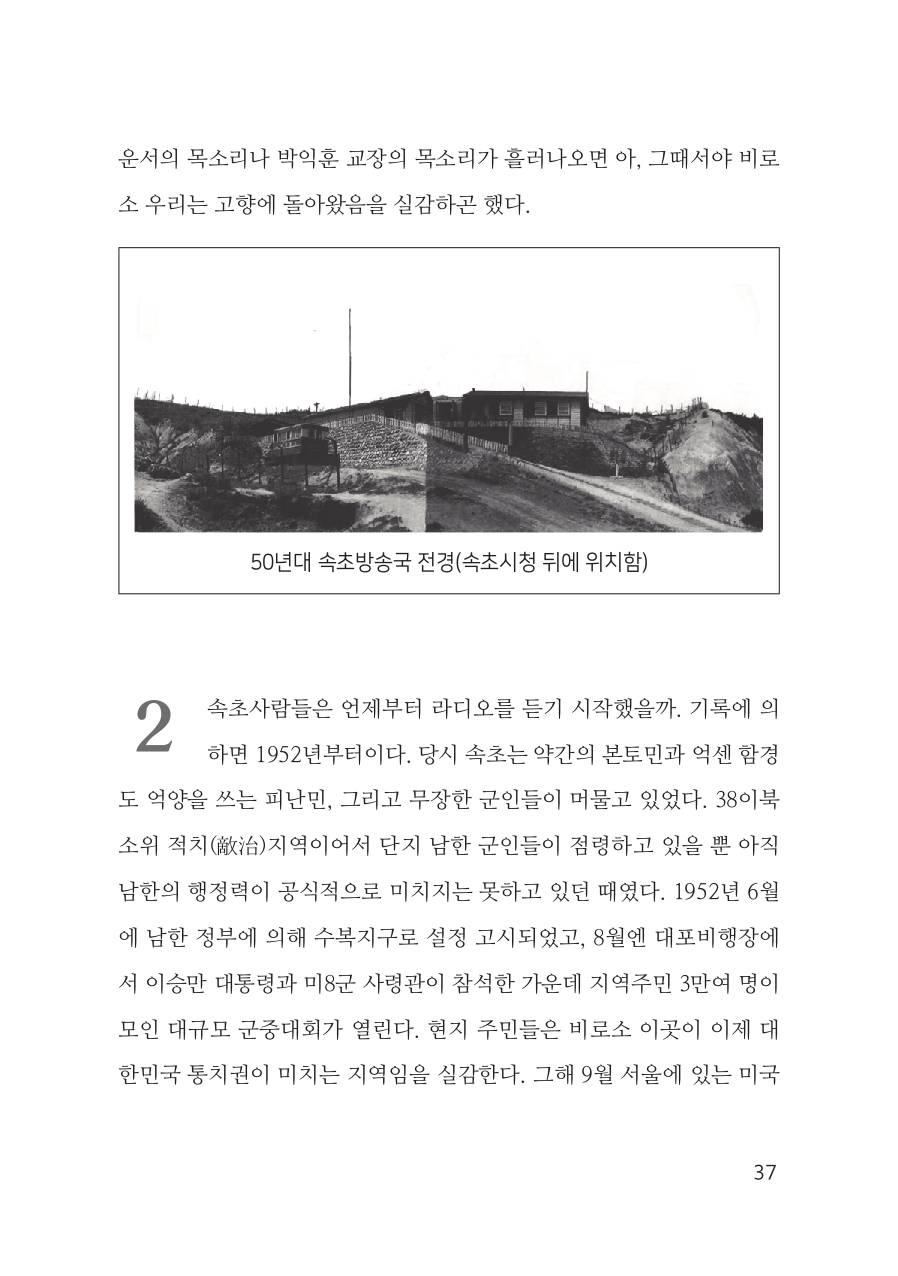 운서의 목소리나 박익훈 교장의 목소리가 흘러나오면 아, 그때서야 비로
소 우리는 고향에 돌아왔음을 실감하곤 했다.
50년대 속초방송국 전경(속초시청 뒤에 위치함)
2 속초사람들은 언제부터 라디오를 듣기 시작했을까. 기록에 의
하면 1952년부터이다. 당시 속초는 약간의 본토민과 억센 함경
도 억양을 쓰는 피난민, 그리고 무장한 군인들이 머물고 있었다. 38이북
소위 적치(敵治)지역이어서 단지 남한 군인들이 점령하고 있을 뿐 아직
남한의 행정력이 공식적으로 미치지는 못하고 있던 때였다. 1952년 6월
에 남한 정부에 의해 수복지구로 설정 고시되었고, 8월엔 대포비행장에
서 이승만 대통령과 미8군 사령관이 참석한 가운데 지역주민 3만여 명이
모인 대규모 군중대회가 열린다. 현지 주민들은 비로소 이곳이 이제 대
한민국 통치권이 미치는 지역임을 실감한다. 그해 9월 서울에 있는 미국
37